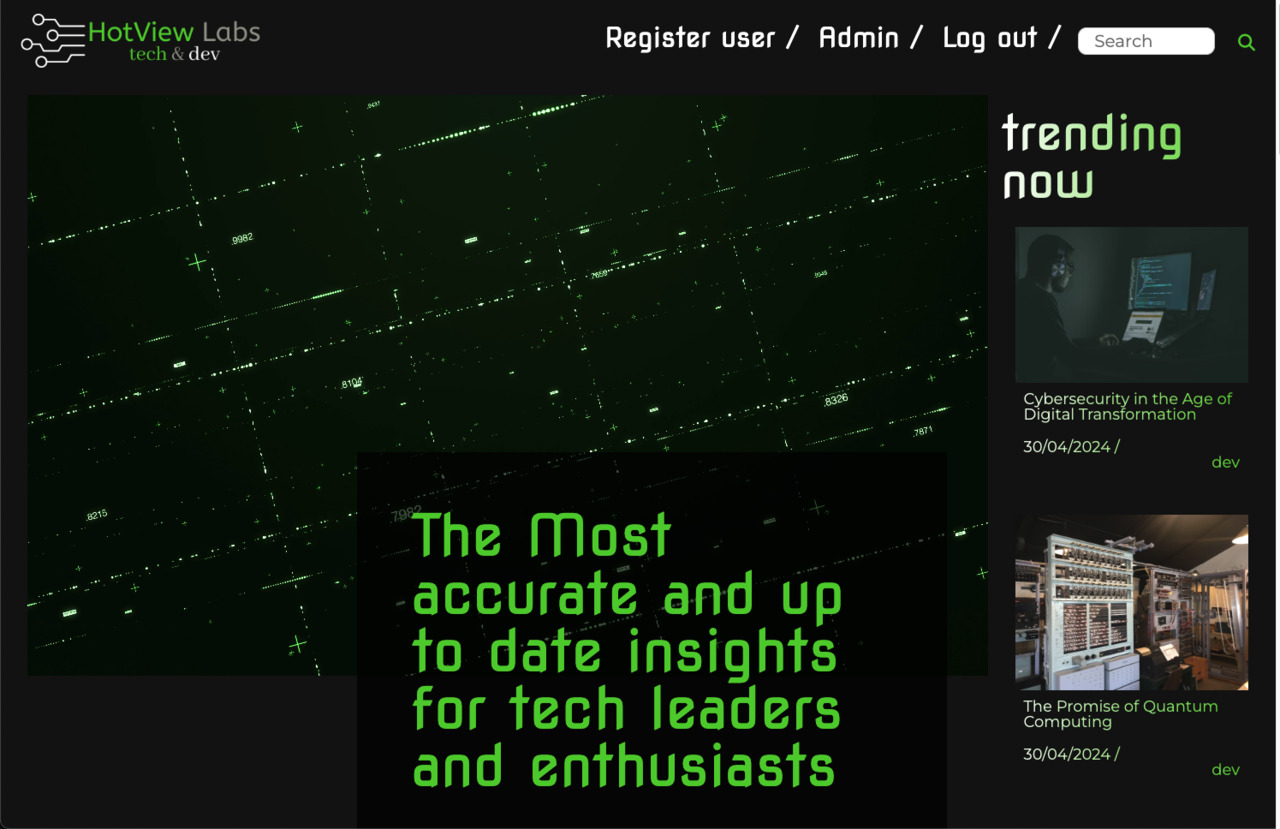 HotView Labs
tech & dev
Register user /
Admin /
Log out /
Search
.9982
.8104
.8326
.7871
.8215
.7982
The Most
accurate and up
to date insights
for tech leaders
and enthusiasts
trending
now
Cybersecurity in the Age of
Digital Transformation
30/04/2024 /
dev
The Promise of Quantum
Computing
30/04/2024 /
dev